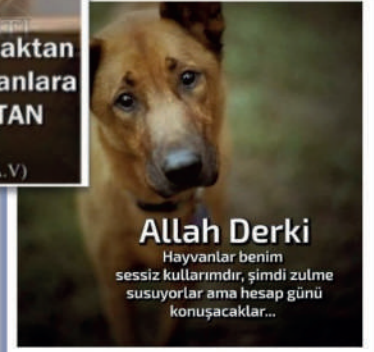 aktan
anlara
TAN
.V)
Allah Derki
Hayvanlar benim
sessiz kullarımdır, şimdi zulme
susuyorlar ama hesap günü
konuşacaklar...